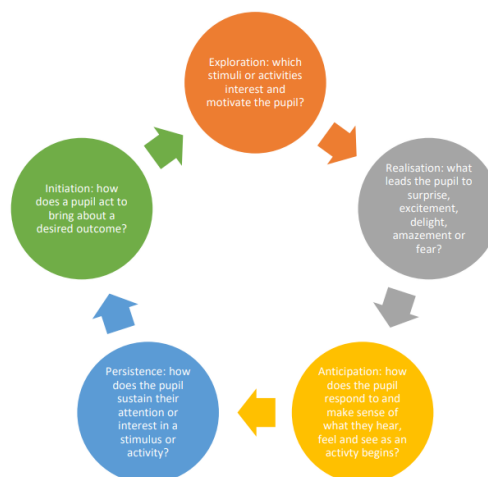 Exploration: which
stimuli or activities
interest and
motivate the pupil?
Realisation: what
leads the pupil to
surprise,
excitement,
delight,
amazement or
fear?
Anticipation: how
does the pupil
respond to and
make sense of
what they hear,
feel and see as an
activty begins?
Persistence: how
does the pupil
sustain their
attention or
interest in a
stimulus or
activity?
Initiation: how
does a pupil act to
bring about a
desired outcome?